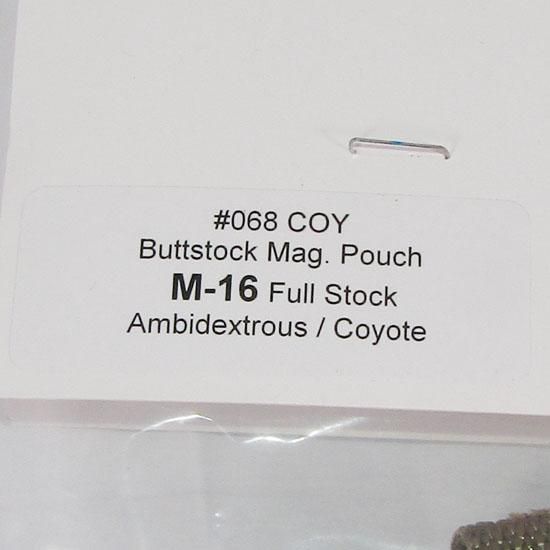 #068 COY
Buttstock Mag. Pouch
M-16 Full Stock
Ambidextrous / Coyote